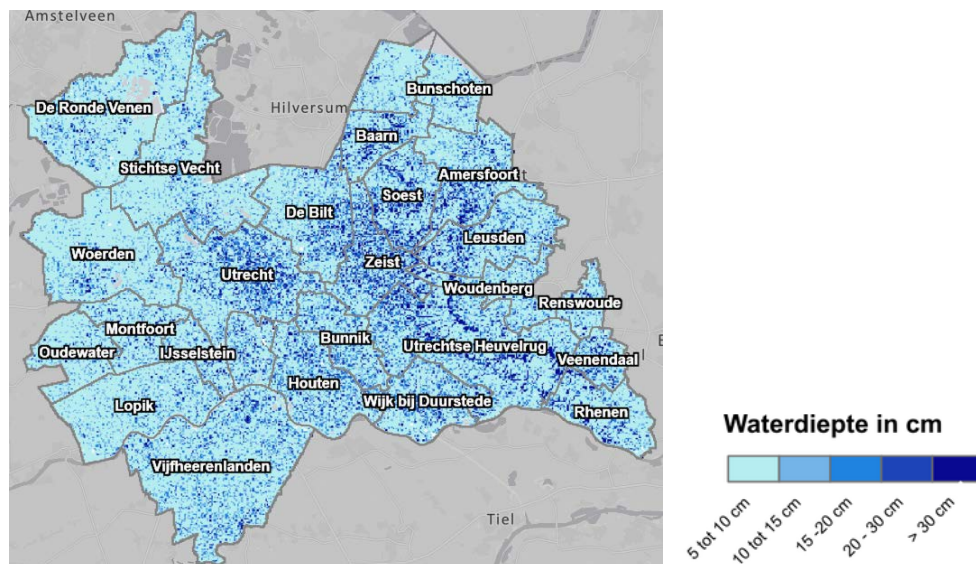 Amstelveen
Bunschoten
De Ronde Venen
Hilversum
Baarn
Stichtse Vecht
Amersfoort
Soest
De Bilt
Leusden
Woerden
Zeist
Utrecht
Woudenberg
Renswoude
Montfoort
Bunnik
Utrechtse Heuvelrug
Oudewater
IJsselstein
Veenendaal
Houten
Lopik
Wijk bij Duurstede
Rhenen
Vijfheerenlanden
Tiel
Waterdiepte in cm
5 tot 10 cm
10 tot 15 cm
15 -20 cm
20 - 30 cm
> 30 cm